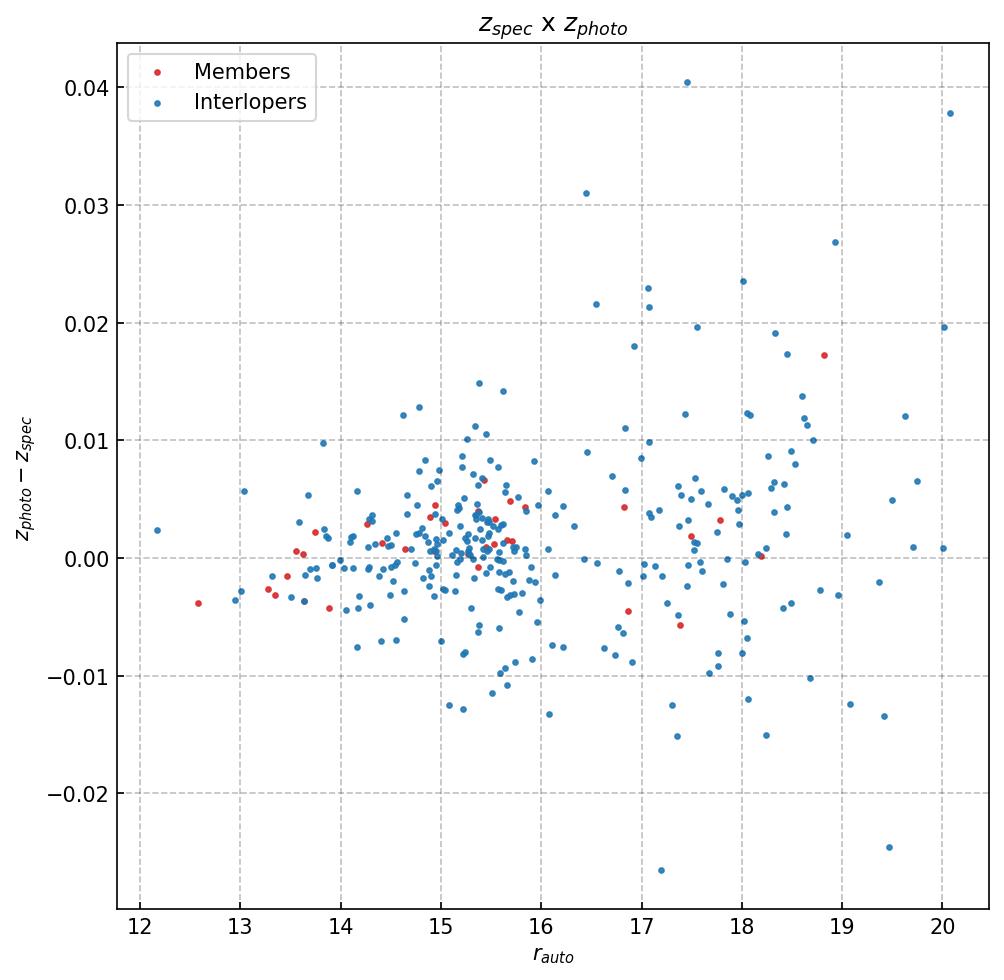 z_spec x z_photo
Members
Interlopers
0.04
0.03
0.02
0.01
0.00
−0.01
−0.02
z_photo − z_spec
12 13 14 15 16 17 18 19 20
r_auto